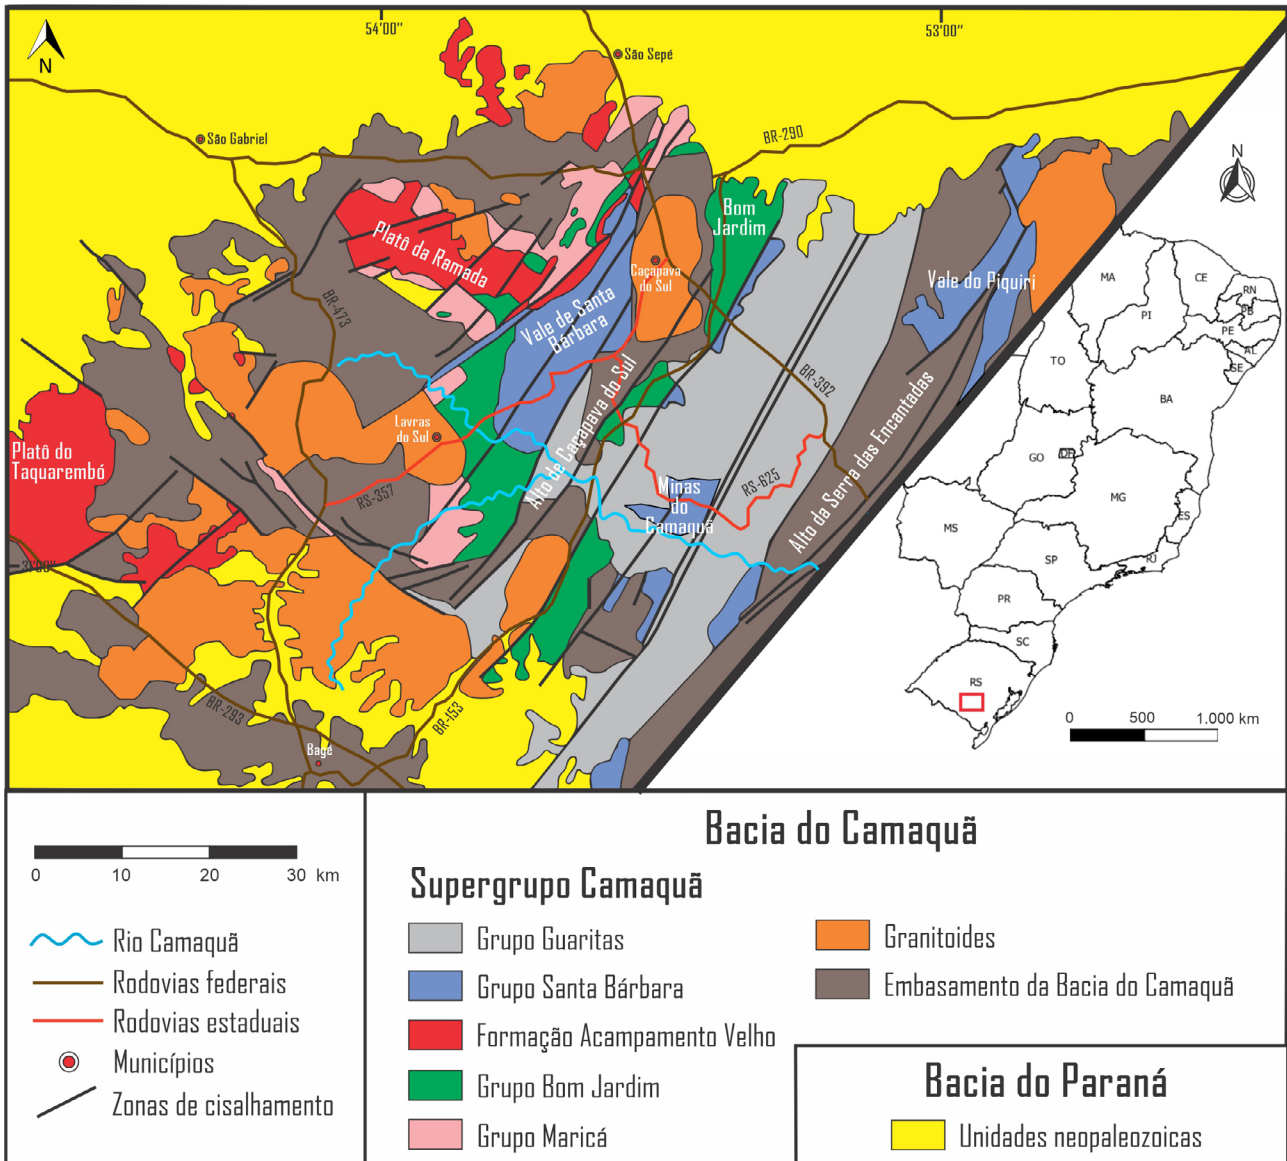 54'00"
53'00"
N
São Sepé
São Gabriel
BR-290
Bom
Jardim
Platô da Ramada
Caçapava
do Sul
Vale do Piquiri
BR-473
Vale de Santa
Bárbara
BR-392
Alto de Caçapava do Sul
Lavras
do Sul
Platô do
Taquarembó
RS-357
Minas
do
Camaquã
RS-625
Alto da Serra das Encantadas
BR-293
BR-153
Bagé
N
MA
CE
RN
PB
PI
PE
AL
SE
TO
BA
DF
GO
MG
ES
MS
SP
RJ
PR
SC
RS
0 500 1.000 km
0 10 20 30 km
Rio Camaquã
Rodovias federais
Rodovias estaduais
Municípios
Zonas de cisalhamento
Bacia do Camaquã
Supergrupo Camaquã
Grupo Guaritas
Grupo Santa Bárbara
Formação Acampamento Velho
Grupo Bom Jardim
Grupo Maricá
Granitoides
Embasamento da Bacia do Camaquã
Bacia do Paraná
Unidades neopaleozoicas